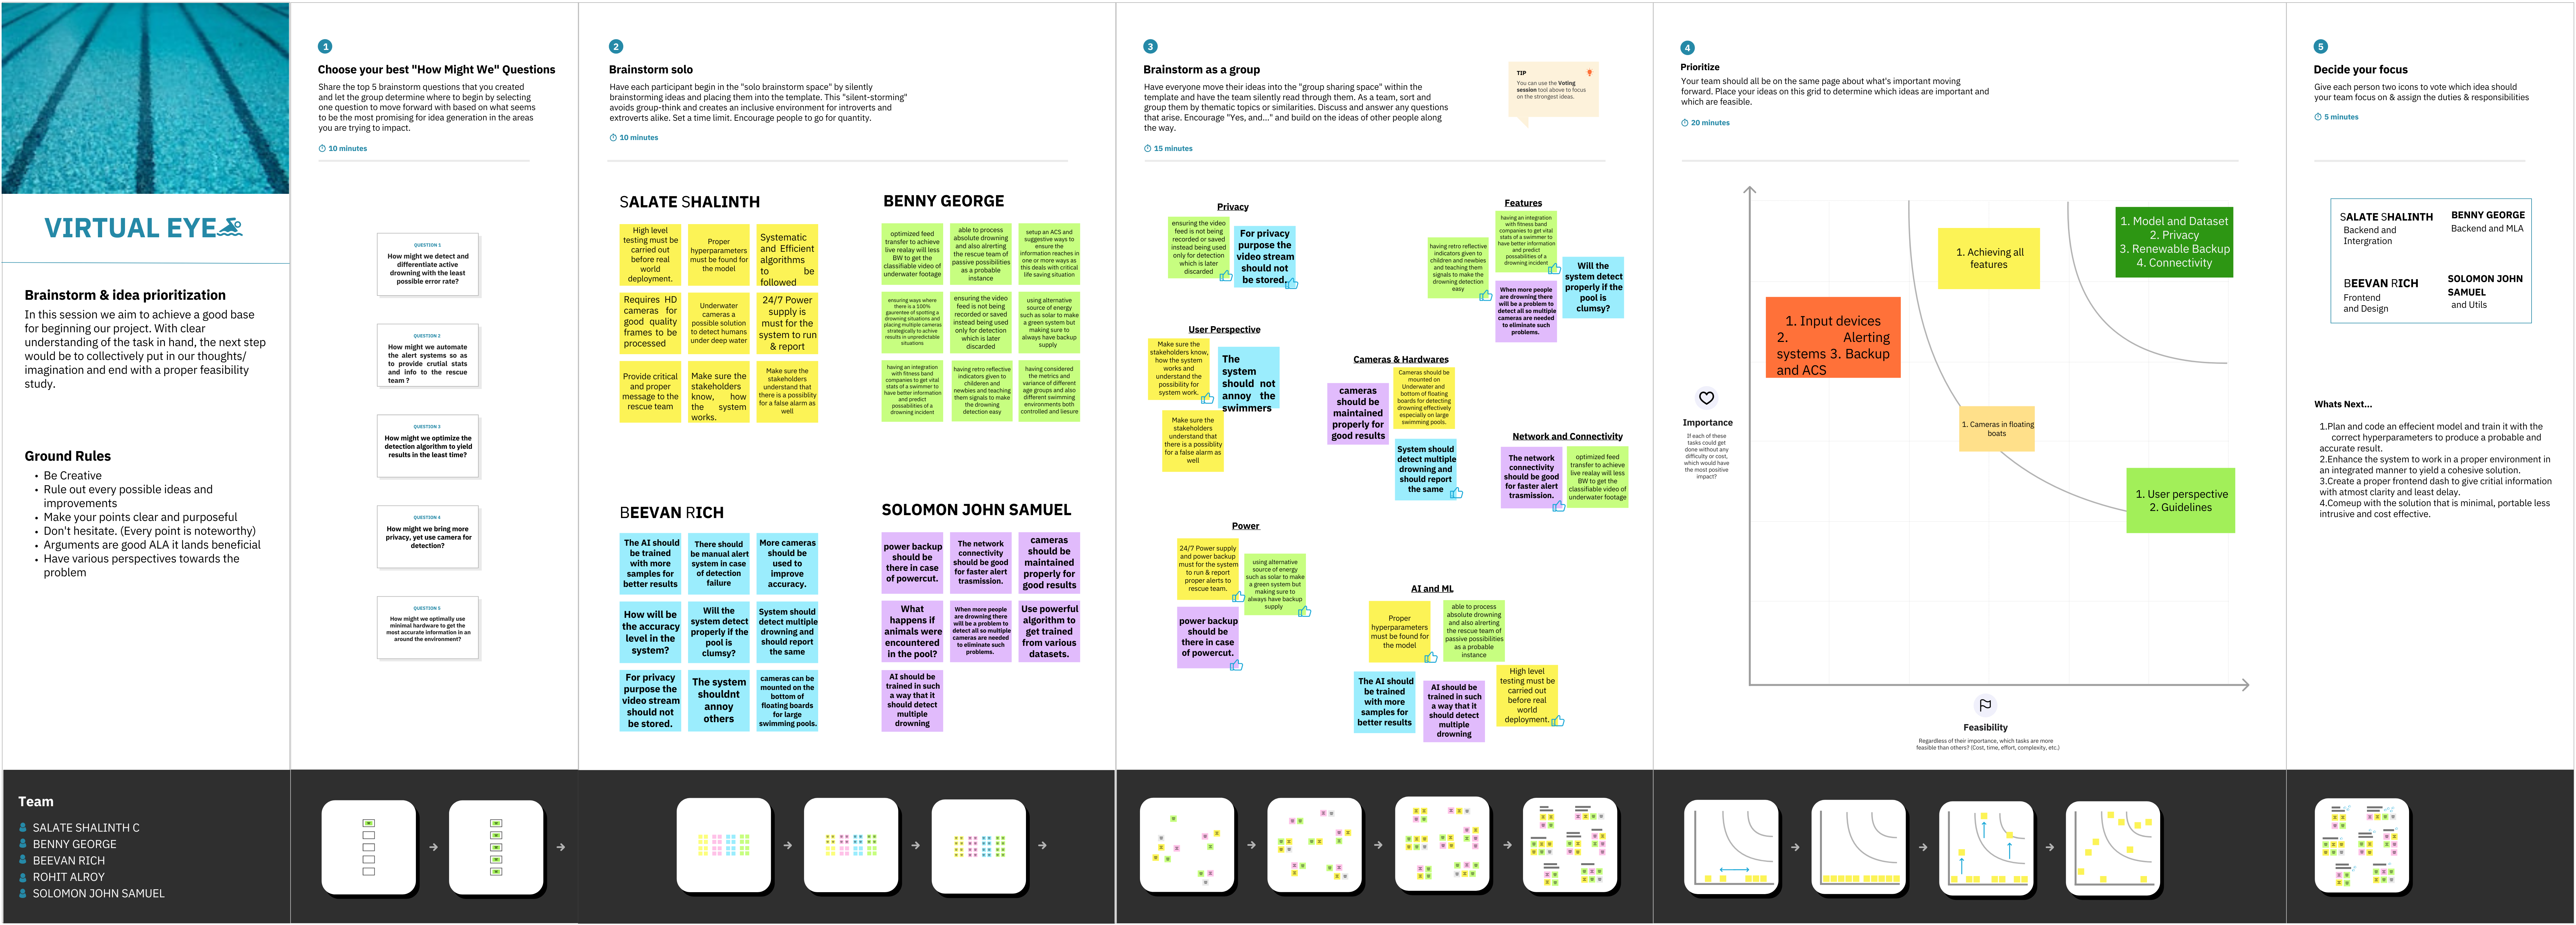 VIRTUAL EYE
Brainstorm & idea prioritization
In this session we aim to achieve a good base
for beginning our project. With clear
understanding of the task in hand, the next step
would be to collectively put in our thoughts/
imagination and end with a proper feasibility
study.
Ground Rules
• Be Creative
• Rule out every possible ideas and
improvements
• Make your points clear and purposeful
• Don't hesitate. (Every point is noteworthy)
• Arguments are good ALA it lands beneficial
• Have various perspectives towards the
problem
Team
SALATE SHALINTH C
BENNY GEORGE
BEEVAN RICH
ROHIT ALROY
SOLOMON JOHN SAMUEL
1
Choose your best "How Might We" Questions
Share the top 5 brainstorm questions that you created
and let the group determine where to begin by selecting
one question to move forward with based on what seems
to be the most promising for idea generation in the areas
you are trying to impact.
10 minutes
QUESTION 1
How might we detect and
differentiate active
drowning with the least
possible error rate?
QUESTION 2
How might we automate
the alert systems so as
to provide crutial stats
and info to the rescue
team ?
QUESTION 3
How might we optimize the
detection algorithm to yield
results in the least time?
QUESTION 4
How might we bring more
privacy, yet use camera for
detection?
QUESTION 5
How might we optimally use
minimal hardware to get the
most accurate information in an
around the environment?
2
Brainstorm solo
Have each participant begin in the "solo brainstorm space" by silently
brainstorming ideas and placing them into the template. This "silent-storming"
avoids group-think and creates an inclusive environment for introverts and
extroverts alike. Set a time limit. Encourage people to go for quantity.
10 minutes
SALATE SHALINTH
High level
testing must be
carried out
before real
world
deployment.
Proper
hyperparameters
must be found for
the model
Systematic
and Efficient
algorithms
to be
followed
Requires HD
cameras for
good quality
frames to be
processed
Underwater
cameras a
possible solution
to detect humans
under deep water
24/7 Power
supply is
must for the
system to run
& report
Provide critical
and proper
message to the
rescue team
Make sure the
stakeholders
know, how
the system
works.
Make sure the
stakeholders
understand that
there is a possiblity
for a false alarm as
well
BENNY GEORGE
optimized feed
transfer to achieve
live realay will less
BW to get the
classifiable video of
underwater footage
able to process
absolute drowning
and also alrerting
the rescue team of
passive possibilities
as a probable
instance
setup an ACS and
suggestive ways to
ensure the
information reaches in
one or more ways as
this deals with critical
life saving situation
ensuring ways where
there is a 100%
gaurentee of spotting a
drowning situations and
placing multiple cameras
strategically to achieve
results in unpredictable
situations
ensuring the video
feed is not being
recorded or saved
instead being used
only for detection
which is later
discarded
using alternative
source of energy
such as solar to make
a green system but
making sure to
always have backup
supply
having an integration
with fitness band
companies to get vital
stats of a swimmer to
have better information
and predict
possabilities of a
drowning incident
having retro reflective
indicators given to
childeren and
newbies and teaching
them signals to make
the drowning
detection easy
having considered
the metrics and
variance of different
age groups and also
different swimming
environments both
controlled and liesure
BEEVAN RICH
The AI should
be trained
with more
samples for
better results
There should
be manual alert
system in case
of detection
failure
More cameras
should be
used to
improve
accuracy.
How will be
the accuracy
level in the
system?
Will the
system detect
properly if the
pool is
clumsy?
System should
detect multiple
drowning and
should report
the same
For privacy
purpose the
video stream
should not
be stored.
The system
shouldnt
annoy
others
cameras can be
mounted on the
bottom of
floating boards
for large
swimming pools.
SOLOMON JOHN SAMUEL
power backup
should be
there in case
of powercut.
The network
connectivity
should be good
for faster alert
trasmission.
cameras
should be
maintained
properly for
good results
What
happens if
animals were
encountered
in the pool?
When more people
are drowning there
will be a problem to
detect all so multiple
cameras are needed
to eliminate such
problems.
Use powerful
algorithm to
get trained
from various
datasets.
AI should be
trained in such
a way that it
should detect
multiple
drowning
3
Brainstorm as a group
Have everyone move their ideas into the "group sharing space" within the
template and have the team silently read through them. As a team, sort and
group them by thematic topics or similarities. Discuss and answer any questions
that arise. Encourage "Yes, and..." and build on the ideas of other people along
the way.
15 minutes
TIP
You can use the Voting
session tool above to focus
on the strongest ideas.
Privacy
ensuring the video
feed is not being
recorded or saved
instead being used
only for detection
which is later
discarded
For privacy
purpose the
video stream
should not
be stored.
Features
having retro reflective
indicators given to
children and newbies
and teaching them
signals to make the
drowning detection
easy
having an integration
with fitness band
companies to get vital
stats of a swimmer to
have better information
and predict
possabilities of a
drowning incident
When more people
are drowning there
will be a problem to
detect all so multiple
cameras are needed
to eliminate such
problems.
Will the
system detect
properly if the
pool is
clumsy?
User Perspective
Make sure the
stakeholders know,
how the system
works and
understand the
possibility for
system work.
The
system
should not
annoy the
swimmers
Make sure the
stakeholders
understand that
there is a possiblity
for a false alarm as
well
Cameras & Hardwares
cameras
should be
maintained
properly for
good results
Cameras should be
mounted on
Underwater and
bottom of floating
boards for detecting
drowning effectively
especially on large
swimming pools.
System should
detect multiple
drowning and
should report
the same
Network and Connectivity
The network
connectivity should
be good for faster
alert trasmission.
optimized feed
transfer to achieve
live realay will less
BW to get the
classifiable video of
underwater footage
Power
24/7 Power supply
and power backup
must for the system
to run & report
proper alerts to
rescue team.
using alternative
source of energy
such as solar to make
a green system but
making sure to
always have backup
supply
power backup
should be
there in case
of powercut.
AI and ML
Proper
hyperparameters
must be found for
the model
able to process
absolute drowning
and also alrerting
the rescue team of
passive possibilities
as a probable
instance
The AI should
be trained
with more
samples for
better results
AI should be
trained in such
a way that it
should detect
multiple
drowning
High level
testing must be
carried out
before real
world
deployment.
4
Prioritize
Your team should all be on the same page about what's important moving
forward. Place your ideas on this grid to determine which ideas are important and
which are feasible.
20 minutes
1. Model and Dataset
2. Privacy
3. Renewable Backup
4. Connectivity
1. Achieving all
features
1. Input devices
2. Alerting
systems 3. Backup
and ACS
1. Cameras in floating
boats
1. User perspective
2. Guidelines
Importance
If each of these
tasks could get
done without any
difficulty or cost,
which would have
the most positive
impact?
Feasibility
Regardless of their importance, which tasks are more
feasible than others? (Cost, time, effort, complexity, etc.)
5
Decide your focus
Give each person two icons to vote which idea should
your team focus on & assign the duties & responsibilities
5 minutes
SALATE SHALINTH
Backend and
Intergration
BENNY GEORGE
Backend and MLA
BEEVAN RICH
Frontend
and Design
SOLOMON JOHN
SAMUEL
and Utils
Whats Next...
1.Plan and code an effecient model and train it with the
correct hyperparameters to produce a probable and
accurate result.
2.Enhance the system to work in a proper environment in
an integrated manner to yield a cohesive solution.
3.Create a proper frontend dash to give critial information
with atmost clarity and least delay.
4.Comeup with the solution that is minimal, portable less
intrusive and cost effective.